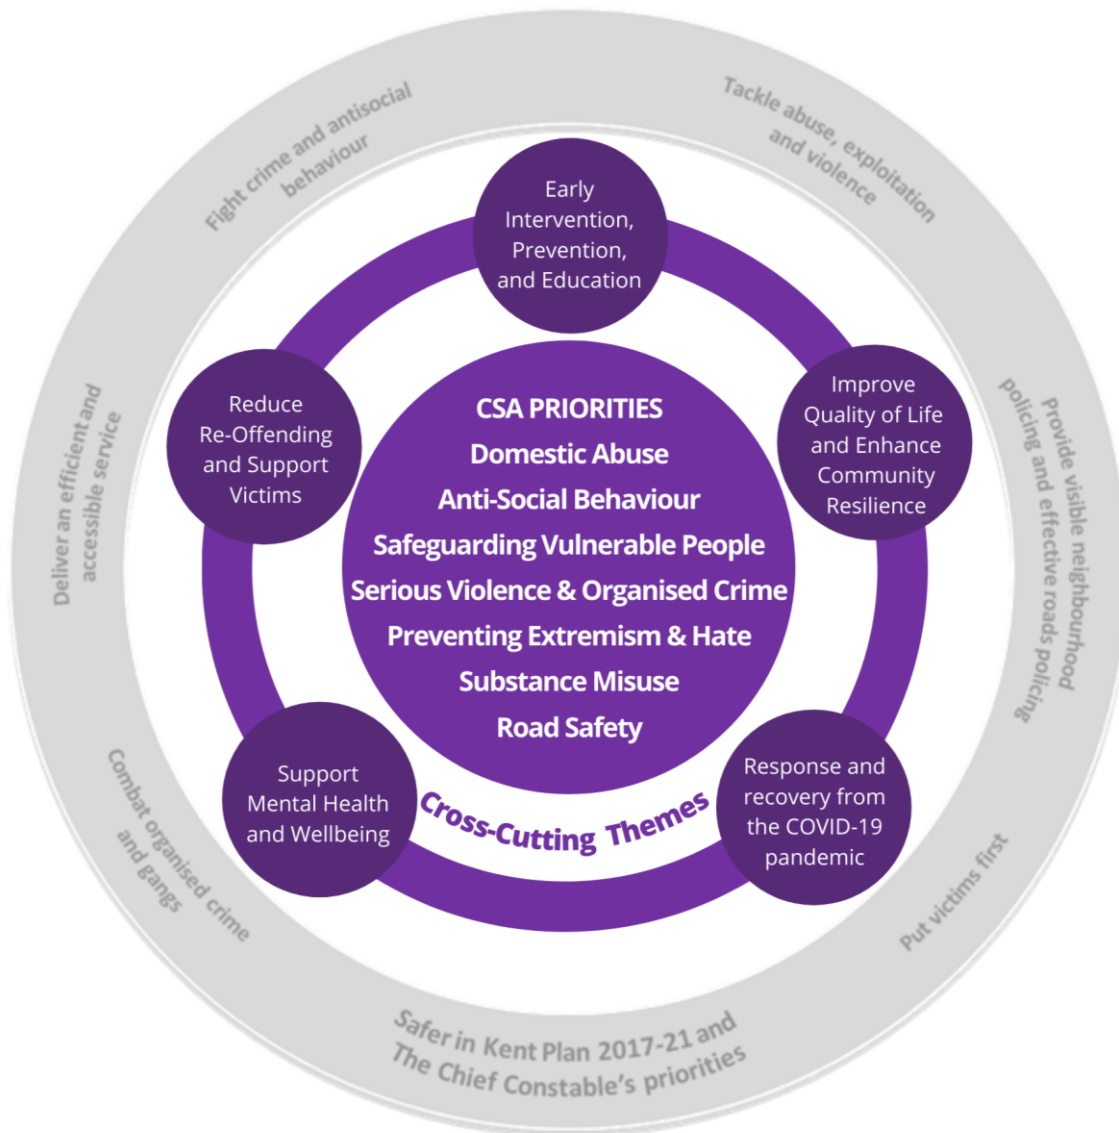 Fight crime and antisocial
behaviour
Tackle abuse, exploitation
and violence
Provide visible neighbourhood
policing and effective roads policing
Put victims first
Safer in Kent Plan 2017-21 and
The Chief Constable’s priorities
Combat organised crime
and gangs
Deliver an efficient and
accessible service
Early
Intervention,
Prevention,
and Education
Improve
Quality of Life
and Enhance
Community
Resilience
Response and
recovery from
the COVID-19
pandemic
Support
Mental Health
and Wellbeing
Reduce
Re-Offending
and Support
Victims
CSA PRIORITIES
Domestic Abuse
Anti-Social Behaviour
Safeguarding Vulnerable People
Serious Violence & Organised Crime
Preventing Extremism & Hate
Substance Misuse
Road Safety
Cross-Cutting Themes